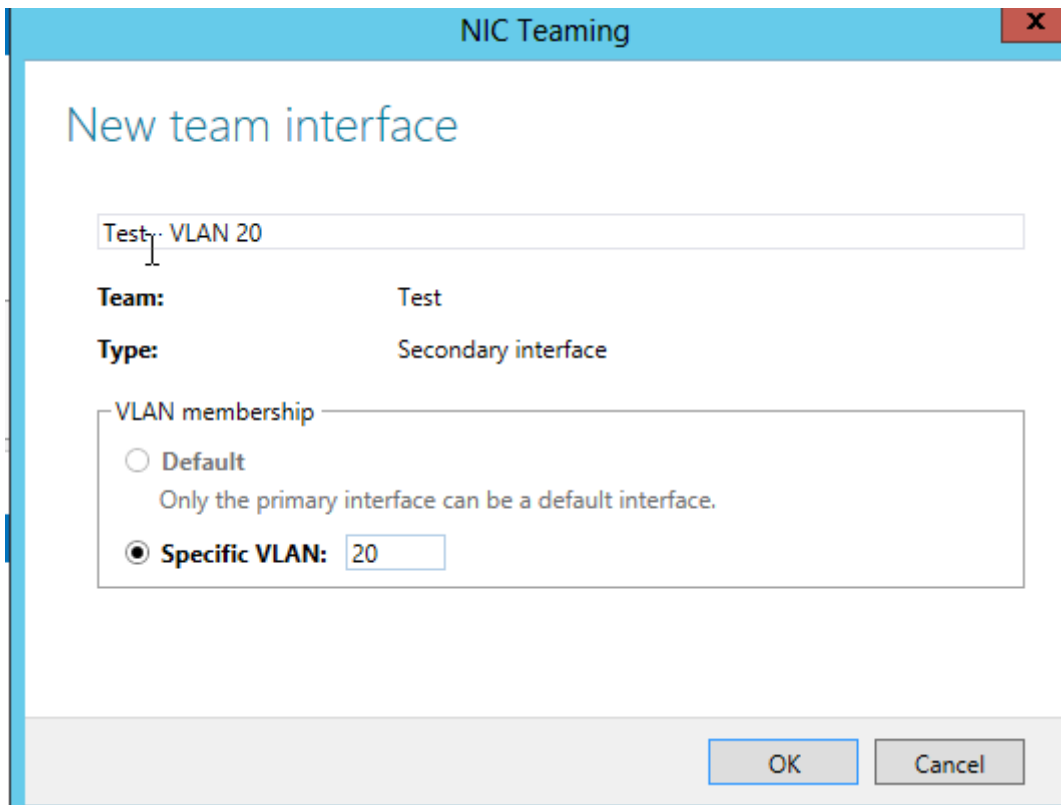 NIC Teaming
x
New team interface
Test - VLAN 20
Team: Test
Type: Secondary interface
VLAN membership
Default
Only the primary interface can be a default interface.
Specific VLAN: 20
OK Cancel